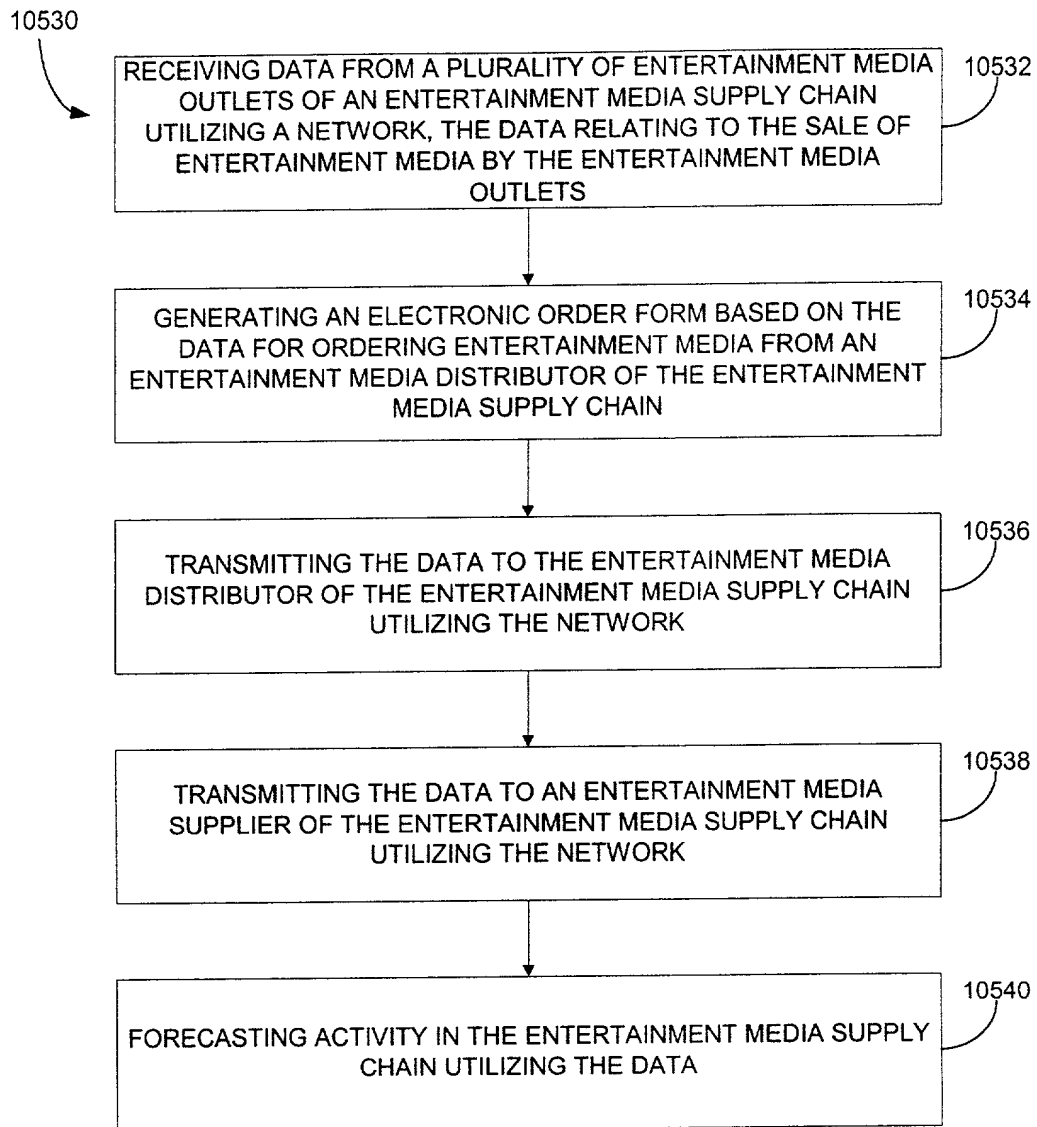 10530
RECEIVING DATA FROM A PLURALITY OF ENTERTAINMENT MEDIA
OUTLETS OF AN ENTERTAINMENT MEDIA SUPPLY CHAIN
UTILIZING A NETWORK, THE DATA RELATING TO THE SALE OF
ENTERTAINMENT MEDIA BY THE ENTERTAINMENT MEDIA
OUTLETS
10532
GENERATING AN ELECTRONIC ORDER FORM BASED ON THE
DATA FOR ORDERING ENTERTAINMENT MEDIA FROM AN
ENTERTAINMENT MEDIA DISTRIBUTOR OF THE ENTERTAINMENT
MEDIA SUPPLY CHAIN
10534
TRANSMITTING THE DATA TO THE ENTERTAINMENT MEDIA
DISTRIBUTOR OF THE ENTERTAINMENT MEDIA SUPPLY CHAIN
UTILIZING THE NETWORK
10536
TRANSMITTING THE DATA TO AN ENTERTAINMENT MEDIA
SUPPLIER OF THE ENTERTAINMENT MEDIA SUPPLY CHAIN
UTILIZING THE NETWORK
10538
FORECASTING ACTIVITY IN THE ENTERTAINMENT MEDIA SUPPLY
CHAIN UTILIZING THE DATA
10540